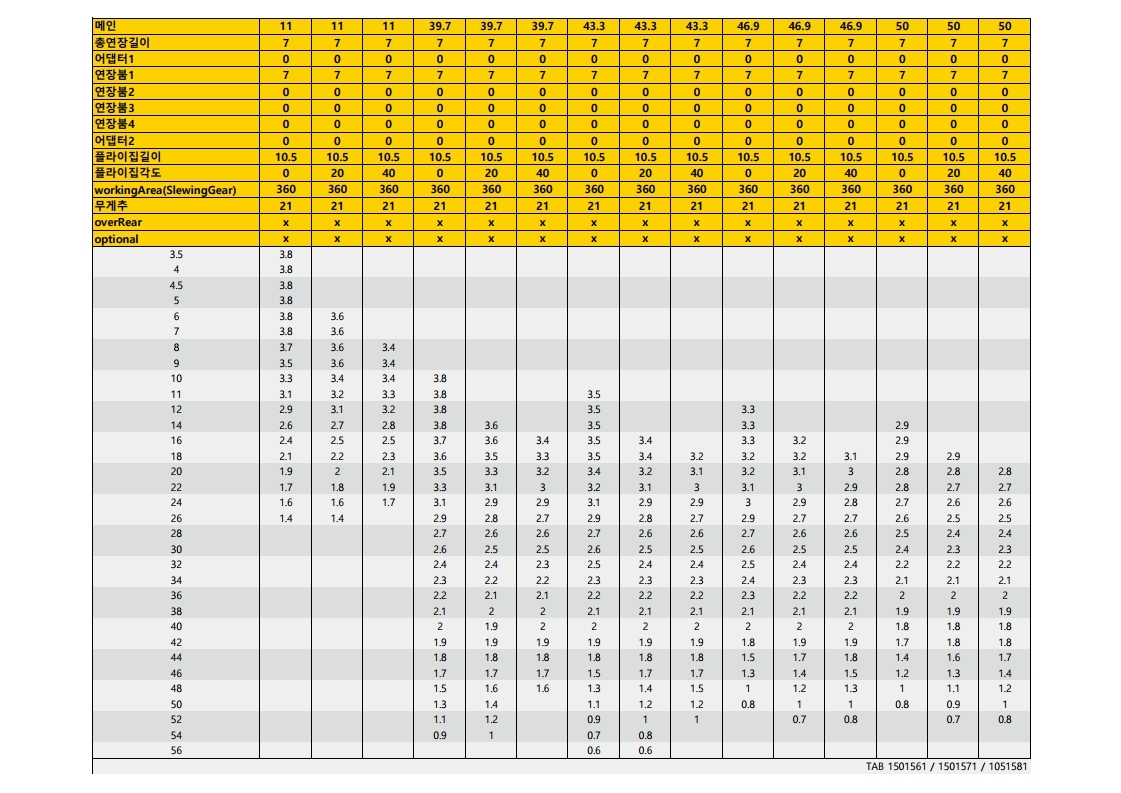 메인 11 11 11 39.7 39.7 39.7 43.3 43.3 43.3 46.9 46.9 46.9 50 50 50
총연장길이 7 7 7 7 7 7 7 7 7 7 7 7 7 7 7
어댑터1 0 0 0 0 0 0 0 0 0 0 0 0 0 0 0
연장붐1 7 7 7 7 7 7 7 7 7 7 7 7 7 7 7
연장붐2 0 0 0 0 0 0 0 0 0 0 0 0 0 0 0
연장붐3 0 0 0 0 0 0 0 0 0 0 0 0 0 0 0
연장붐4 0 0 0 0 0 0 0 0 0 0 0 0 0 0 0
어댑터2 0 0 0 0 0 0 0 0 0 0 0 0 0 0 0
플라이집길이 10.5 10.5 10.5 10.5 10.5 10.5 10.5 10.5 10.5 10.5 10.5 10.5 10.5 10.5 10.5
플라이집각도 0 20 40 0 20 40 0 20 40 0 20 40 0 20 40
workingArea(SlewingGear) 360 360 360 360 360 360 360 360 360 360 360 360 360 360 360
무게추 21 21 21 21 21 21 21 21 21 21 21 21 21 21 21
overRear x x x x x x x x x x x x x x x
optional x x x x x x x x x x x x x x x
3.5 3.8
4 3.8
4.5 3.8
5 3.8
6 3.8 3.6
7 3.8 3.6
8 3.7 3.6 3.4
9 3.5 3.6 3.4
10 3.3 3.4 3.4 3.8
11 3.1 3.2 3.3 3.8 3.5
12 2.9 3.1 3.2 3.8 3.5 3.3
14 2.6 2.7 2.8 3.8 3.6 3.5 3.3 2.9
16 2.4 2.5 2.5 3.7 3.6 3.4 3.5 3.4 3.3 3.2 2.9
18 2.1 2.2 2.3 3.6 3.5 3.3 3.5 3.4 3.2 3.2 3.2 3.1 2.9 2.9
20 1.9 2 2.1 3.5 3.3 3.2 3.4 3.2 3.1 3.2 3.1 3 2.8 2.8 2.8
22 1.7 1.8 1.9 3.3 3.1 3 3.2 3.1 3 3.1 3 2.9 2.8 2.7 2.7
24 1.6 1.6 1.7 3.1 2.9 2.9 3.1 2.9 2.9 3 2.9 2.8 2.7 2.6 2.6
26 1.4 1.4 2.9 2.8 2.7 2.9 2.8 2.7 2.9 2.7 2.7 2.6 2.5 2.5
28 2.7 2.6 2.6 2.7 2.6 2.6 2.7 2.6 2.6 2.5 2.4 2.4
30 2.6 2.5 2.5 2.6 2.5 2.5 2.6 2.5 2.5 2.4 2.3 2.3
32 2.4 2.4 2.3 2.5 2.4 2.4 2.5 2.4 2.4 2.2 2.2 2.2
34 2.3 2.2 2.2 2.3 2.3 2.3 2.4 2.3 2.3 2.1 2.1 2.1
36 2.2 2.1 2.1 2.2 2.2 2.2 2.3 2.2 2.2 2 2 2
38 2.1 2 2 2.1 2.1 2.1 2.1 2.1 2.1 1.9 1.9 1.9
40 2 1.9 2 2 2 2 2 2 2 1.8 1.8 1.8
42 1.9 1.9 1.9 1.9 1.9 1.9 1.8 1.9 1.9 1.7 1.8 1.8
44 1.8 1.8 1.8 1.8 1.8 1.8 1.5 1.7 1.8 1.4 1.6 1.7
46 1.7 1.7 1.7 1.5 1.7 1.7 1.3 1.4 1.5 1.2 1.3 1.4
48 1.5 1.6 1.6 1.3 1.4 1.5 1 1.2 1.3 1 1.1 1.2
50 1.3 1.4 1.1 1.2 1.2 0.8 1 1 0.8 0.9 1
52 1.1 1.2 0.9 1 1 0.7 0.8 0.7 0.8
54 0.9 1 0.7 0.8
56 0.6 0.6
TAB 1501561 / 1501571 / 1051581